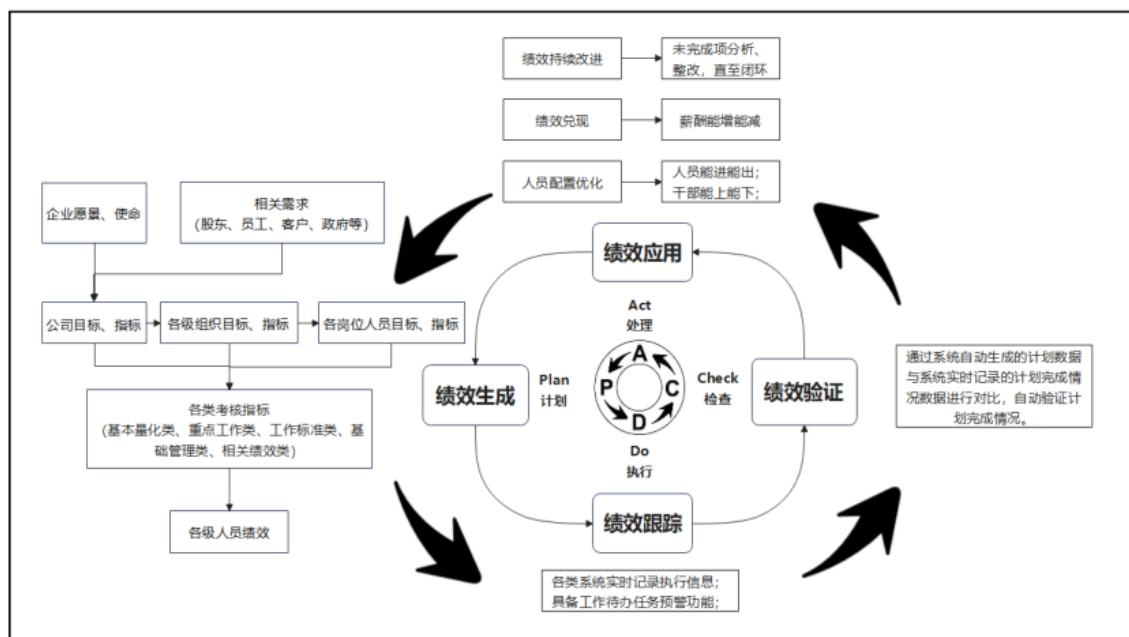 绩效持续改进
未完成项分析、
整改，直至闭环
绩效兑现
薪酬能增能减
人员配置优化
人员能进能出；
干部能上能下；
企业愿景、使命
相关需求
(股东、员工、客户、政府等)
公司目标、指标
各级组织目标、指标
各岗位人员目标、指标
各类考核指标
(基本量化类、重点工作类、工作标准类、基
础管理类、相关绩效类)
各级人员绩效
绩效应用
Act
处理
绩效生成
Plan
计划
A
P
C
D
Check
检查
绩效验证
Do
执行
绩效跟踪
通过系统自动生成的计划数据
与系统实时记录的计划完成情
况数据进行对比，自动验证计
划完成情况。
各类系统实时记录执行信息；
具备工作待办任务预警功能；